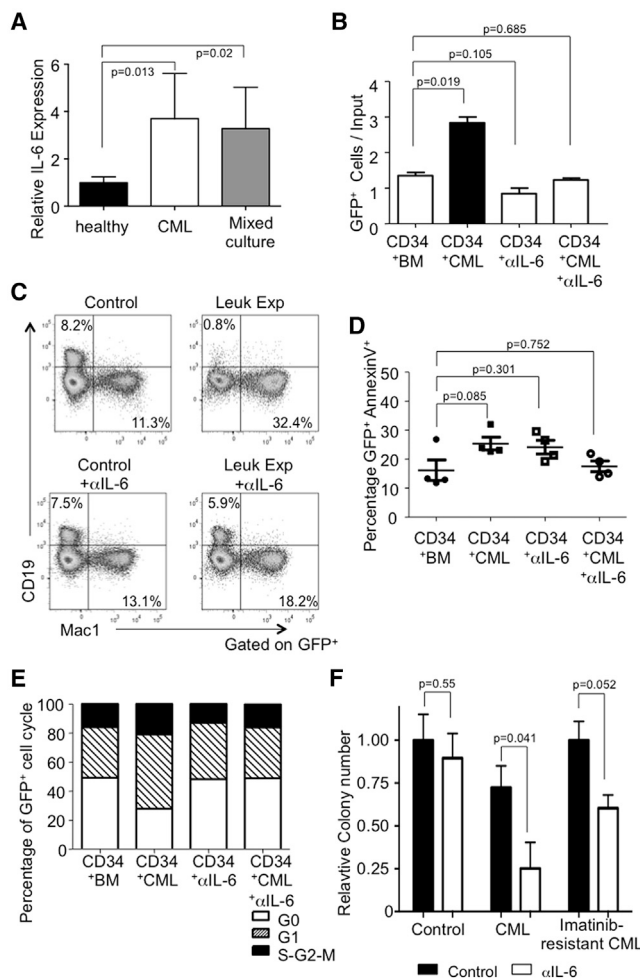 A
p=0.02
p=0.013
Relative IL-6 Expression
6
4
2
0
healthy
CML
Mixed
culture
B
p=0.685
p=0.105
p=0.019
GFP+ Cells / Input
4
3
2
1
0
CD34
+BM
CD34
+CML
CD34
+αIL-6
CD34
+CML
+αIL-6
C
Control
Leuk Exp
8.2%
0.8%
11.3%
32.4%
Control
+αIL-6
Leuk Exp
+αIL-6
7.5%
5.9%
13.1%
18.2%
CD19
Mac1
Gated on GFP+
D
p=0.752
p=0.301
p=0.085
Percentage GFP+ AnnexinV+
50
40
30
20
10
0
CD34
+BM
CD34
+CML
CD34
+αIL-6
CD34
+CML
+αIL-6
E
Percentage of GFP+ cell cycle
100
80
60
40
20
0
CD34
+BM
CD34
+CML
CD34
+αIL-6
CD34
+CML
+αIL-6
G0
G1
S-G2-M
F
p=0.55
p=0.041
p=0.052
Relavtive Colony number
1.00
0.75
0.50
0.25
0
Control
CML
Imatinib-
resistant CML
Control
αIL-6